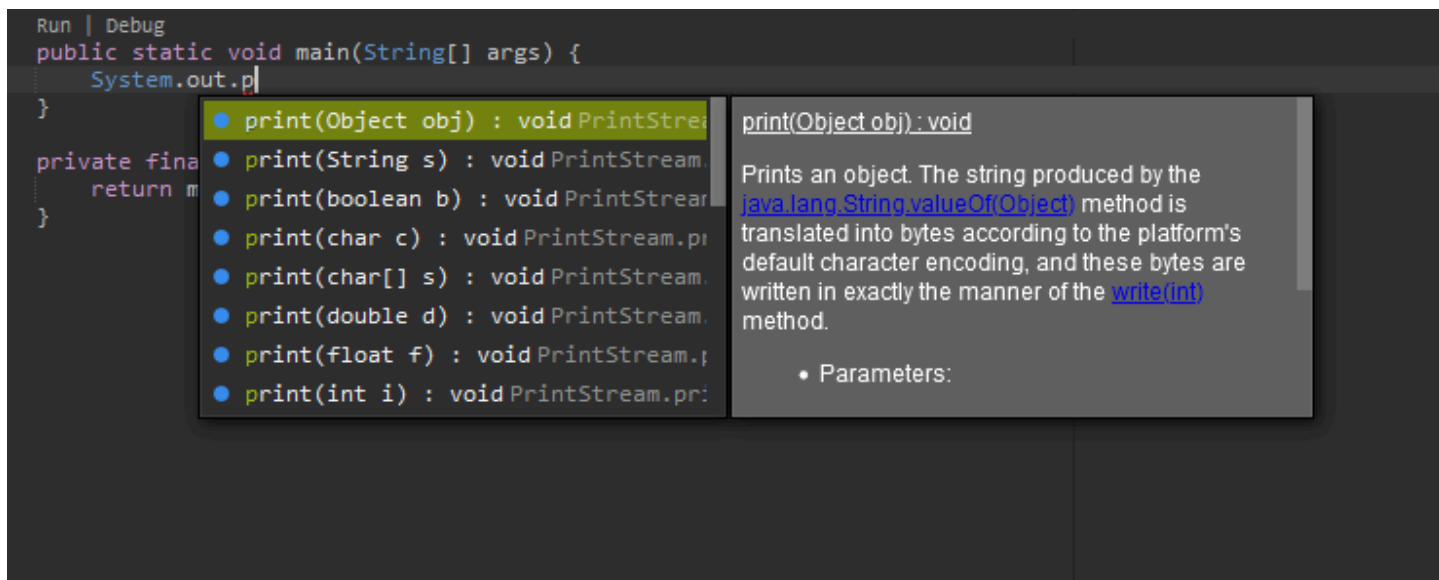 Run | Debug
public static void main(String[] args) {
System.out.p
}
private fina
return m
}
print(Object obj) : void PrintStrea
print(String s) : void PrintStream.
print(boolean b) : void PrintStrear
print(char c) : void PrintStream.pr
print(char[] s) : void PrintStream.
print(double d) : void PrintStream.
print(float f) : void PrintStream.p
print(int i) : void PrintStream.pri
print(Object obj) : void
Prints an object. The string produced by the
java.lang.String.valueOf(Object) method is
translated into bytes according to the platform's
default character encoding, and these bytes are
written in exactly the manner of the write(int)
method.
• Parameters: